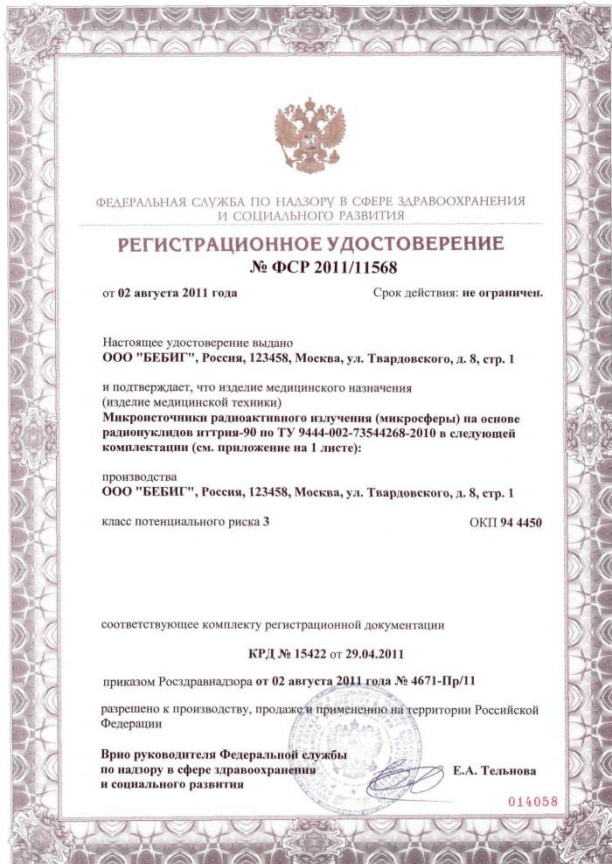 ФЕДЕРАЛЬНАЯ СЛУЖБА ПО НАДЗОРУ В СФЕРЕ ЗДРАВООХРАНЕНИЯ
И СОЦИАЛЬНОГО РАЗВИТИЯ
РЕГИСТРАЦИОННОЕ УДОСТОВЕРЕНИЕ
№ ФСР 2011/11568
от 02 августа 2011 года Срок действия: не ограничен.
Настоящее удостоверение выдано
ООО "БЕБИГ", Россия, 123458, Москва, ул. Твардовского, д. 8, стр. 1
и подтверждает, что изделие медицинского назначения
(изделие медицинской техники)
Микроисточники радиоактивного излучения (микросферы) на основе
радионуклидов иттрия-90 по ТУ 9444-002-73544268-2010 в следующей
комплектации (см. приложение на 1 листе):
производства
ООО "БЕБИГ", Россия, 123458, Москва, ул. Твардовского, д. 8, стр. 1
класс потенциального риска 3 ОКП 94 4450
соответствующее комплекту регистрационной документации
КРД № 15422 от 29.04.2011
приказом Росздравнадзора от 02 августа 2011 года № 4671-Пр/11
разрешено к производству, продаже и применению на территории Российской
Федерации
Врио руководителя Федеральной службы
по надзору в сфере здравоохранения
и социального развития Е.А. Тельнова
014058